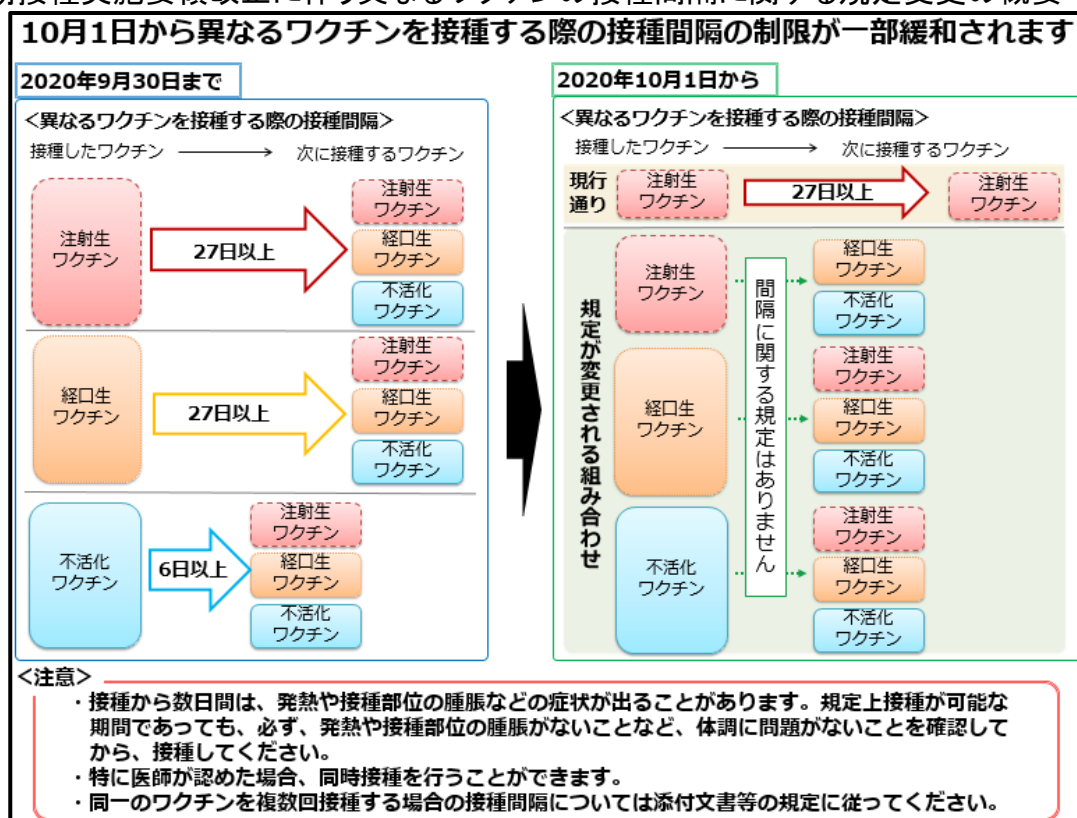 10月1日から異なるワクチンを接種する際の接種間隔の制限が一部緩和されます
2020年9月30日まで
<異なるワクチンを接種する際の接種間隔>
接種したワクチン
次に接種するワクチン
注射生
ワクチン
27日以上
注射生
ワクチン
経口生
ワクチン
不活化
ワクチン
経口生
ワクチン
27日以上
注射生
ワクチン
経口生
ワクチン
不活化
ワクチン
不活化
ワクチン
6日以上
注射生
ワクチン
経口生
ワクチン
不活化
ワクチン
2020年10月1日から
<異なるワクチンを接種する際の接種間隔>
接種したワクチン
次に接種するワクチン
現行
通り
注射生
ワクチン
27日以上
注射生
ワクチン
規定が変更される組み合わせ
注射生
ワクチン
経口生
ワクチン
不活化
ワクチン
間隔に関する規定はありません
経口生
ワクチン
不活化
ワクチン
注射生
ワクチン
経口生
ワクチン
不活化
ワクチン
注射生
ワクチン
経口生
ワクチン
不活化
ワクチン
<注意>
・接種から数日間は、発熱や接種部位の腫脹などの症状が出ることがあります。規定上接種が可能な
期間であっても、必ず、発熱や接種部位の腫脹がないことなど、体調に問題がないことを確認して
から、接種してください。
・特に医師が認めた場合、同時接種を行うことができます。
・同一のワクチンを複数回接種する場合の接種間隔については添付文書等の規定に従ってください。